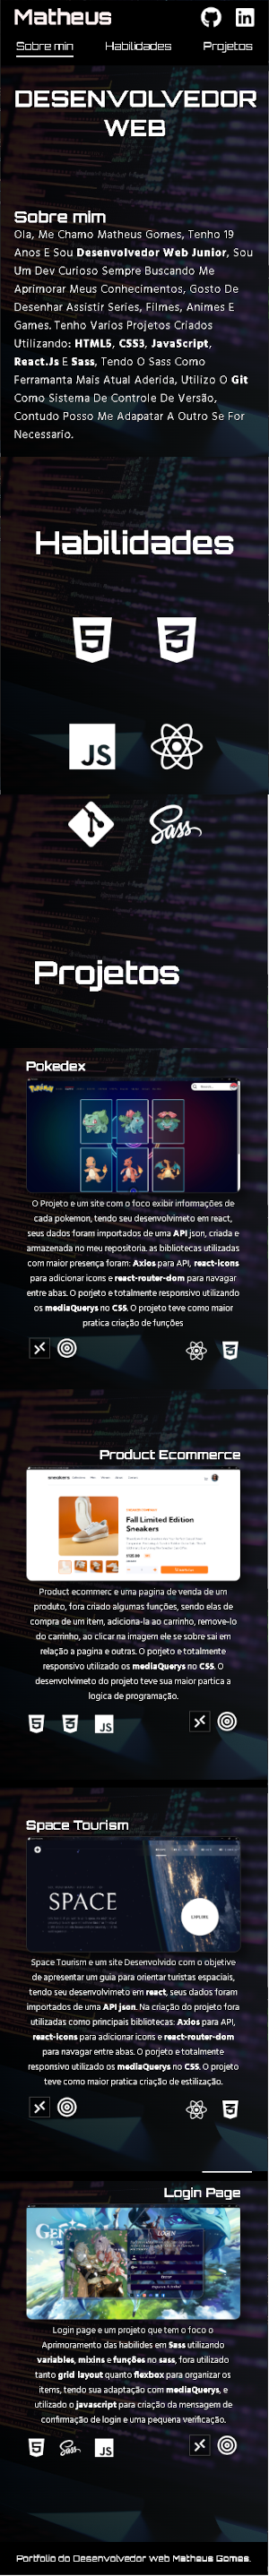 Matheus
Sobre min
Habilidades
Projetos
DESENVOLVEDOR
WEB
Sobre mim
Ola, Me Chamo Matheus Gomes, Tenho 19
Anos E Sou Desenvolvedor Web Junior, Sou
Um Dev Curioso Sempre Buscando Me
Aprimorar Meus Conhecimentos, Gosto De
Desenhar Assistir Series, Filmes, Animes E
Games. Tenho Varios Projetos Criados
Utilizando: HTML5, CSS3, JavaScript,
React.Js E Sass, Tendo O Sass Como
Ferramanta Mais Atual Aderida, Utilizo O Git
Como Sistema De Controle De Versão,
Contudo Posso Me Adapatar A Outro Se For
Necessario.
Habilidades
5
3
JS
Sass
Projetos
Pokedex
O Projeto e um site com o foco exibir informações de
cada pokemon, tendo seu desenvolvimeto em react,
seus dados foram importados de uma API json, criada e
armazenada no meu repositoria. as bibliotecas utilizadas
com maior presença foram: Axios para API, react-icons
para adicionar icons e react-router-dom para navagar
entre abas. O porjeto e totalmente responsivo utilizando
os mediaQuerys no CSS. O projeto teve como maior
pratica criação de funções
3
Product Ecommerce
sneakers
Fall Limited Edition
Sneakers
Product ecommerc e uma pagina de venda de um
produto, fora criado algumas funções, sendo elas de
compra de um item, adiciona-la ao carrinho, remove-lo
do carrinho, ao clicar na imagem ele se sobre sai em
relação a pagina e outras. O porjeto e totalmente
responsivo utilizado os mediaQuerys no CSS. O
desenvolvimeto do projeto teve sua maior partica a
logica de programação.
5
3
JS
Space Tourism
SPACE
EXPLORE
Space Tourism e um site Desenvolvido com o objetivo
de apresentar um guia para orientar turistas espaciais,
tendo seu desenvolvimeto em react, seus dados foram
importados de uma API json. Na criação do projeto fora
utilizadas como principais bibliotecas: Axios para API,
react-icons para adicionar icons e react-router-dom
para navagar entre abas. O porjeto e totalmente
responsivo utilizado os mediaQuerys no CSS. O projeto
teve como maior pratica criação de estilização.
3
Login Page
LOGIN
Login page e um projeto que tem o foco o
Aprimoramento das habilides em Sass utilizando
variables, mixins e funções no sass, fora utilizado
tanto grid layout quanto flexbox para organizar os
items, tendo sua adaptação com mediaQuerys, e
utilizado o javascript para criação da mensagem de
confirmação de login e uma pequena verificação.
5
Sass
JS
Portfolio do Desenvolvedor web Matheus Gomes.